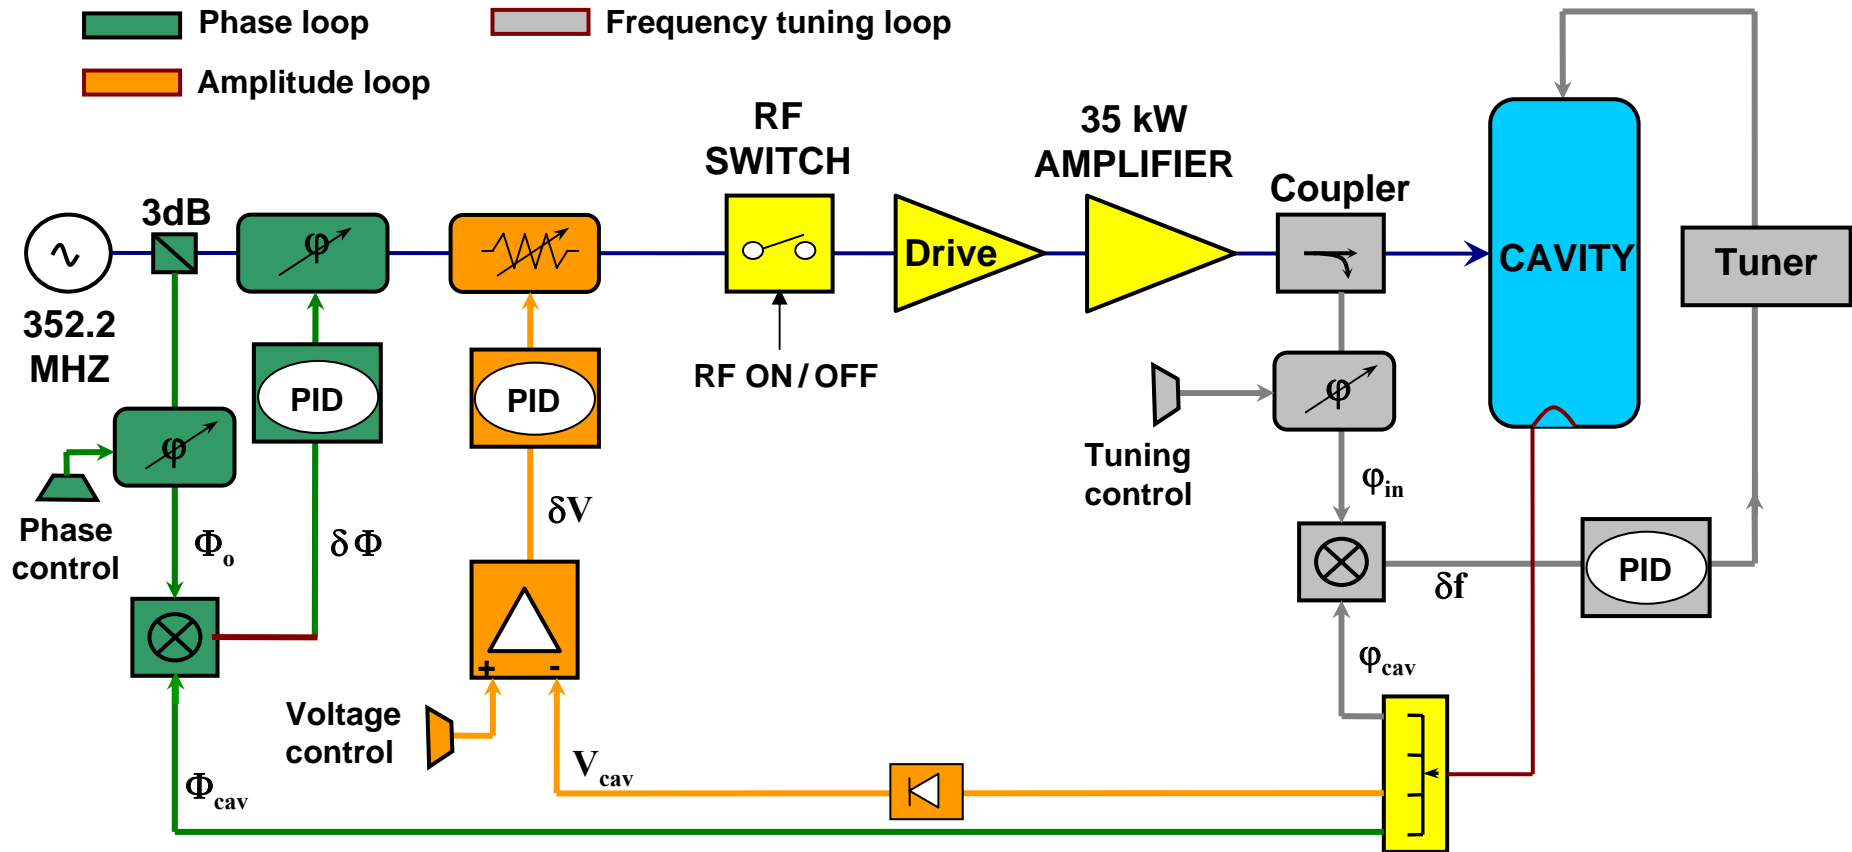 Phase loop
Frequency tuning loop
Amplitude loop
RF
SWITCH
35 kW
AMPLIFIER
Coupler
3dB
φ
Drive
CAVITY
Tuner
352.2
MHZ
PID
PID
RF ON / OFF
φ
φ
Tuning
control
φin
Phase
control
Φo
δ Φ
δV
δf
PID
φcav
+ -
Voltage
control
Vcav
Φcav